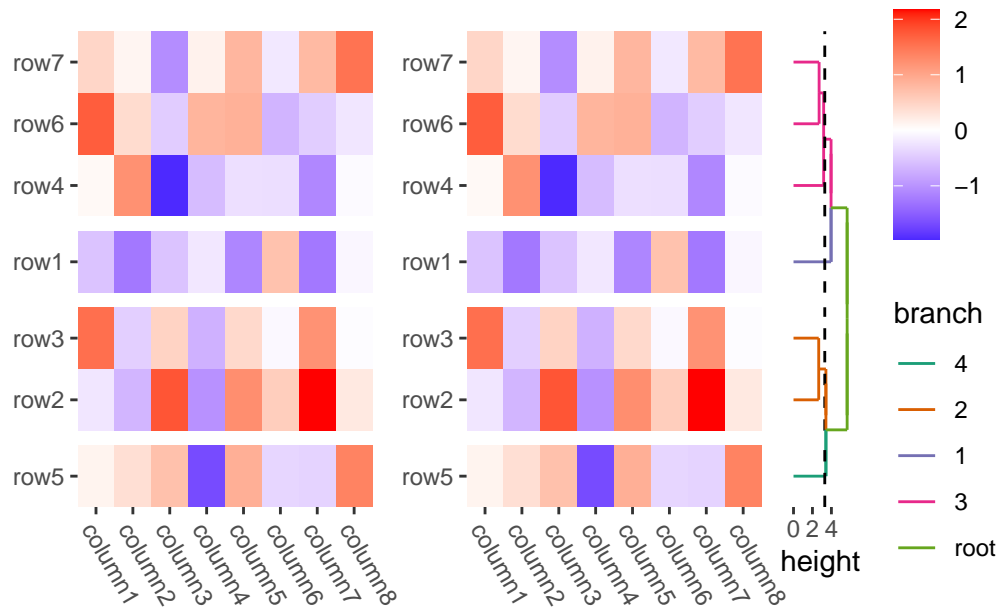 row7
row6
row4
row1
row3
row2
row5
column1
column2
column3
column4
column5
column6
column7
column8
row7
row6
row4
row1
row3
row2
row5
column1
column2
column3
column4
column5
column6
column7
column8
0 2 4
height
2
1
0
−1
branch
4
2
1
3
root